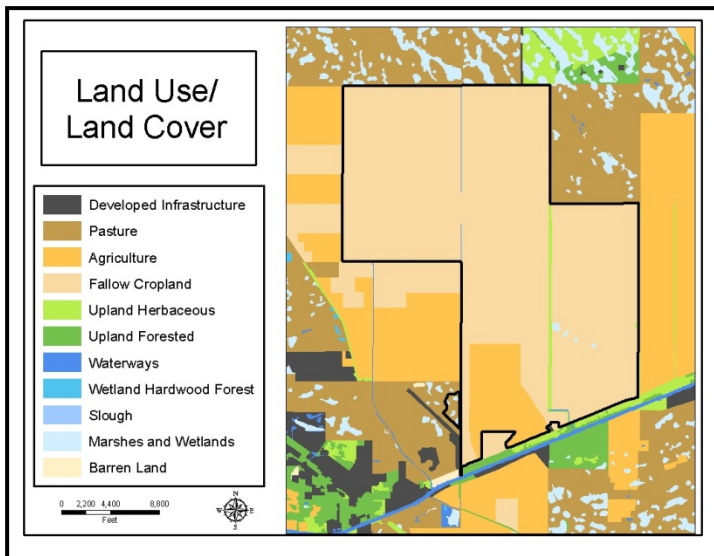 Land Use/
Land Cover
Developed Infrastructure
Pasture
Agriculture
Fallow Cropland
Upland Herbaceous
Upland Forested
Waterways
Wetland Hardwood Forest
Slough
Marshes and Wetlands
Barren Land
0 2,200 4,400 8,800
Feet
N
W E
S